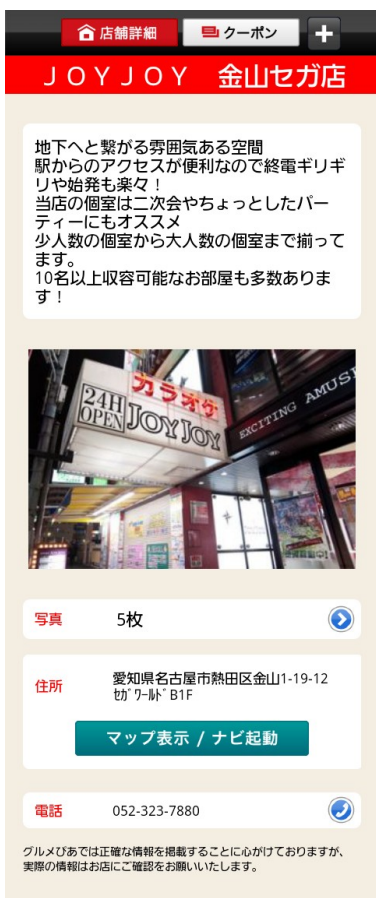 店舗詳細 クーポン
JOYJOY 金山セガ店
地下へと繋がる雰囲気ある空間
駅からのアクセスが便利なので終電ギリギ
リや始発も楽々！
当店の個室は二次会やちょっとしたパー
ティーにもオススメ
少人数の個室から大人数の個室まで揃って
ます。
10名以上収容可能なお部屋も多数ありま
す！
カラオケ
24H
OPEN JOYJOY
EXCITING AMUS
写真 5枚
住所 愛知県名古屋市熱田区金山1-19-12
ｾｶﾞﾜｰﾙﾄﾞB1F
マップ表示 / ナビ起動
電話 052-323-7880
グルメぴあでは正確な情報を掲載することに心がけておりますが、
実際の情報はお店にご確認をお願いいたします。